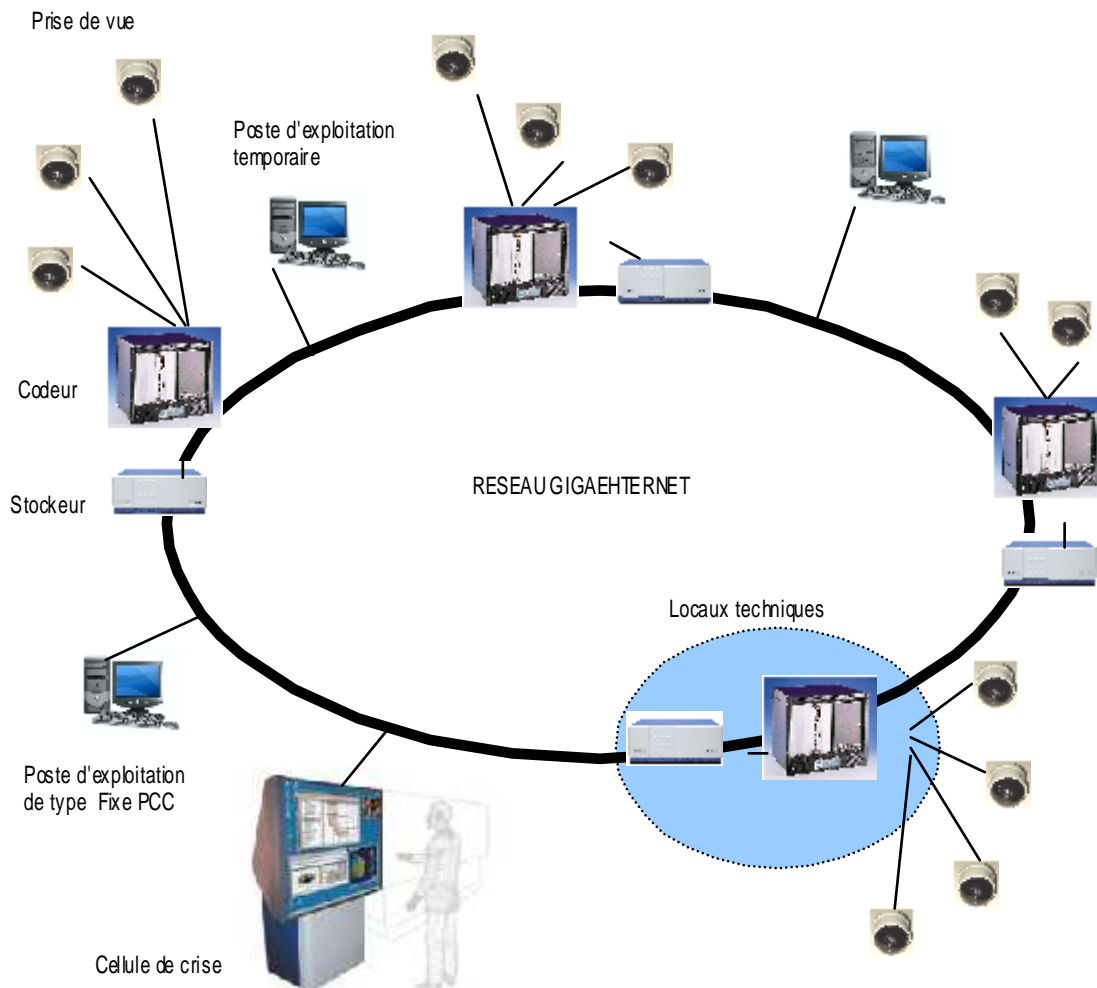 Prise de vue
Poste d'exploitation
temporaire
Codeur
Stockeur
RESEAU GIGAEHTERNET
Locaux techniques
Poste d'exploitation
de type Fixe PCC
Cellule de crise